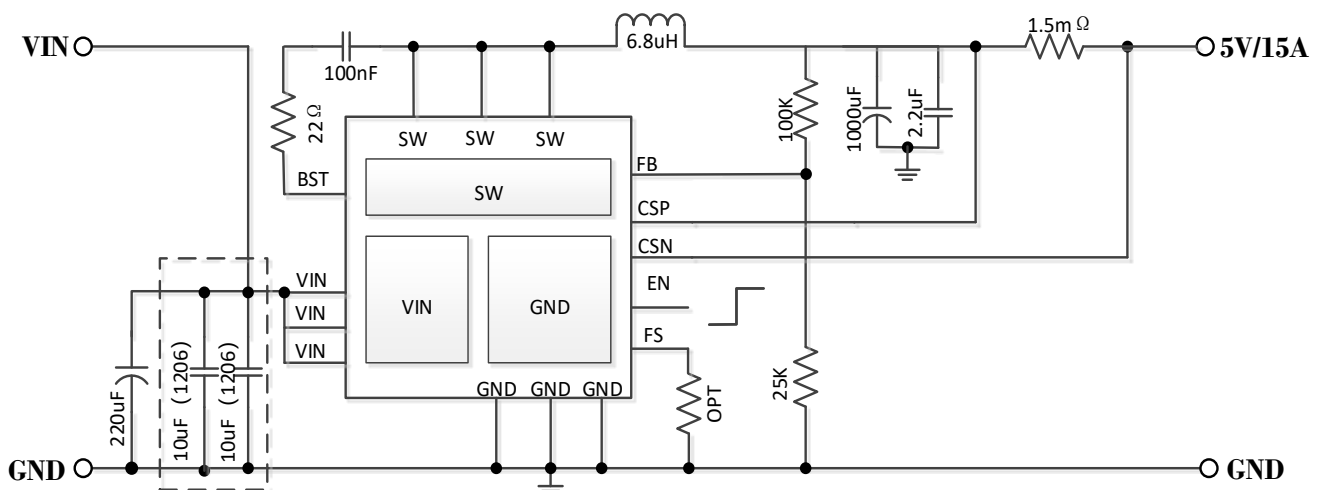 VIN
100nF
6.8uH
1.5mΩ
5V/15A
22Ω
SW
SW
SW
100K
1000uF
2.2uF
BST
SW
FB
CSP
CSN
VIN
VIN
VIN
VIN
GND
EN
FS
220uF
10uF (1206)
10uF (1206)
GND
GND
GND
OPT
25K
GND
GND